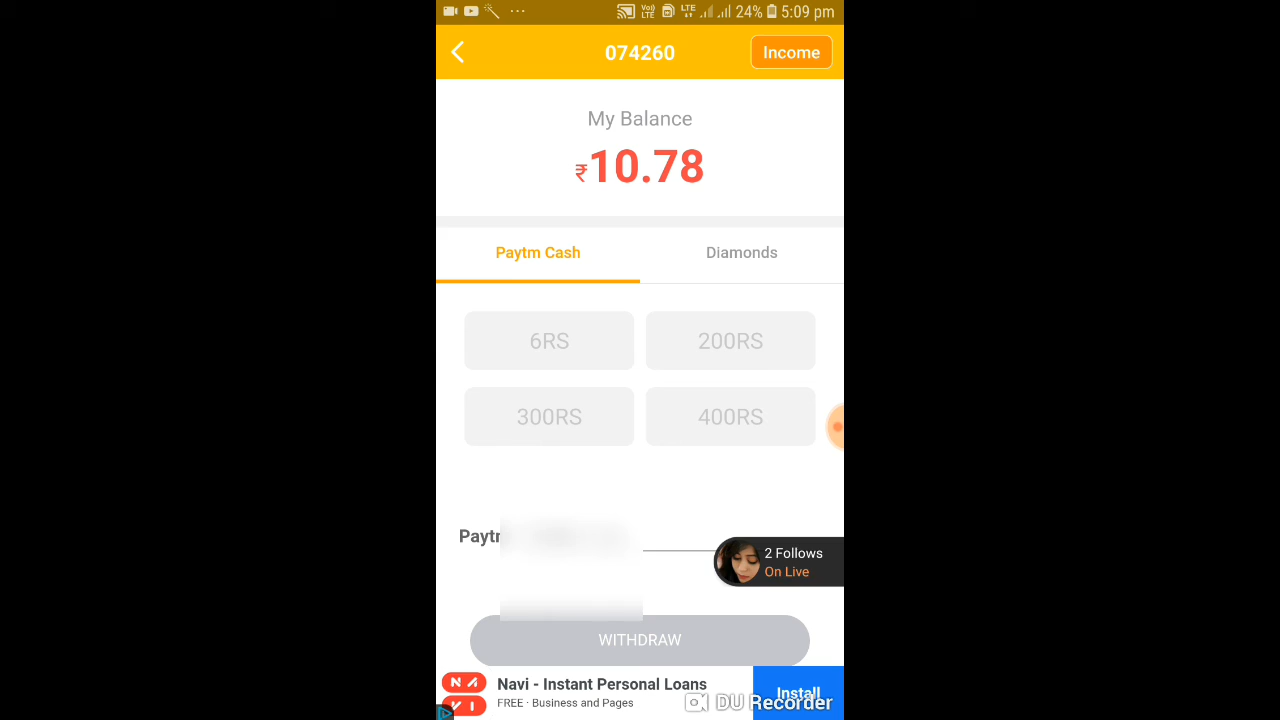 24% 5:09 pm
074260
Income
My Balance
₹10.78
Paytm Cash
Diamonds
6RS
200RS
300RS
400RS
2 Follows
On Live
WITHDRAW
Navi - Instant Personal Loans
FREE · Business and Pages
Install
DU Recorder